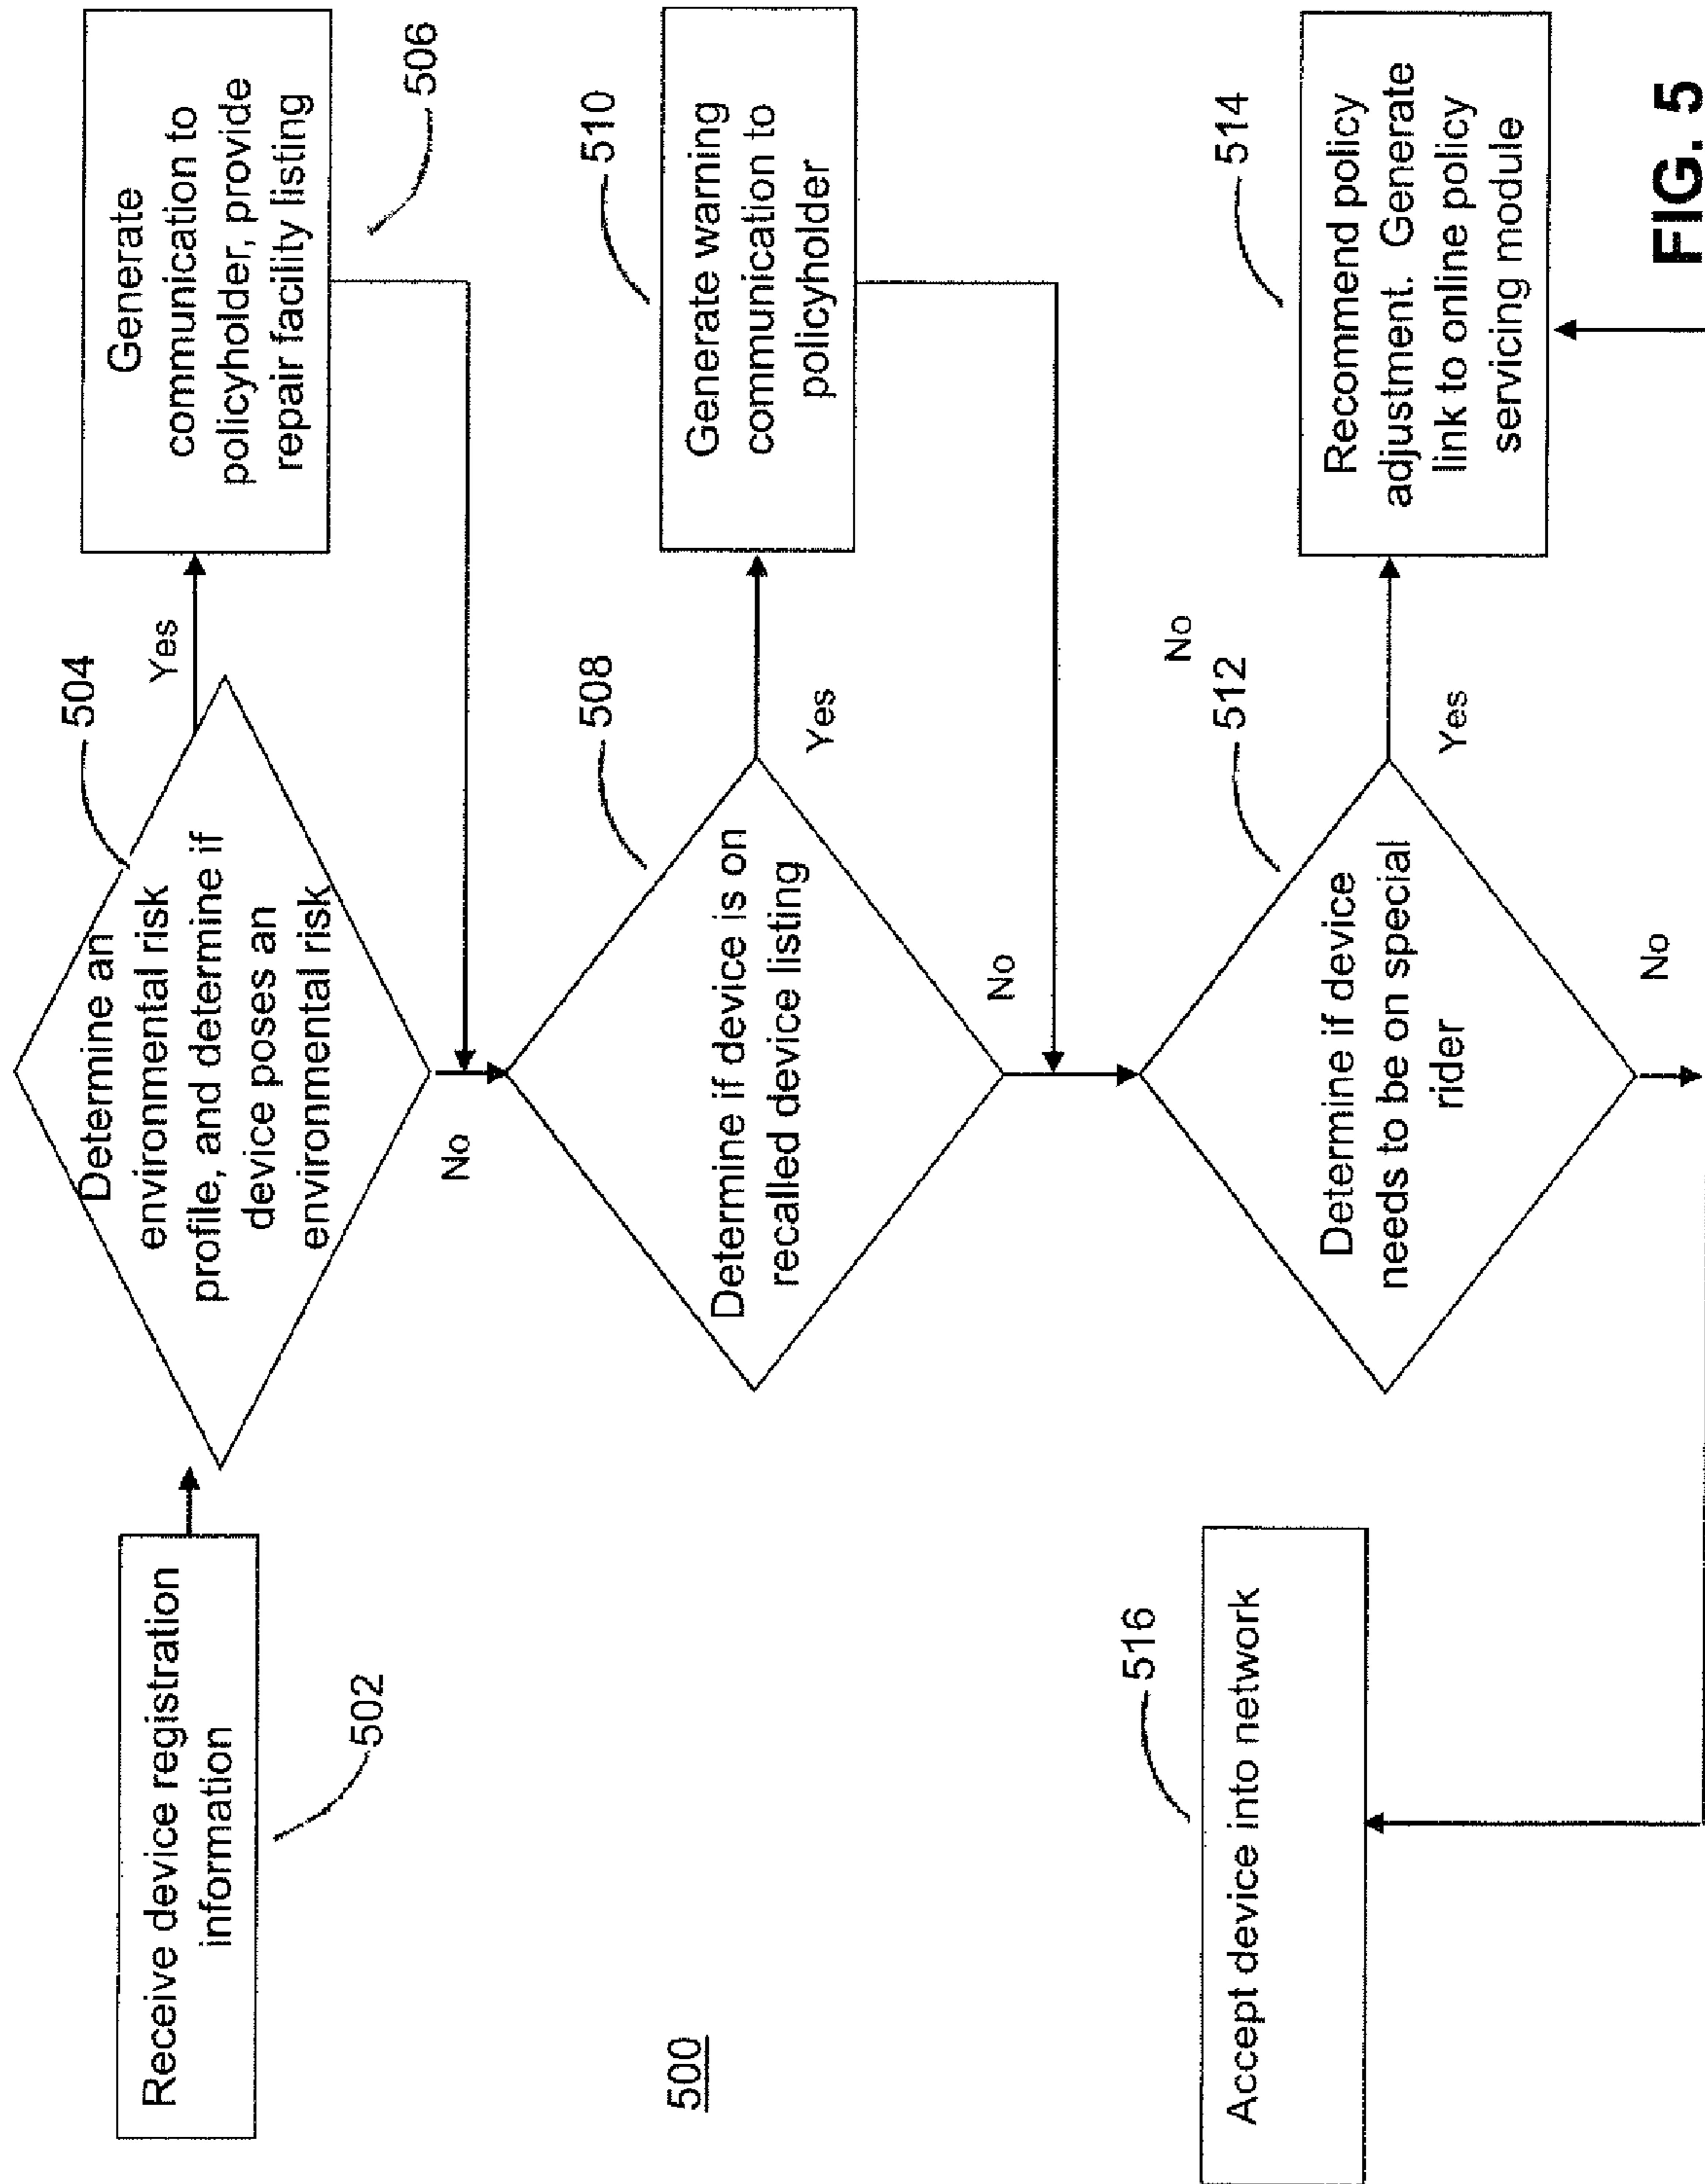 Receive device registration
information
502
Determine an
environmental risk
profile, and determine if
device poses an
environmental risk
504
Yes
Generate
communication to
policyholder, provide
repair facility listing
506
No
Determine if device is on
recalled device listing
508
Yes
Generate warning
communication to
policyholder
510
500
No
Determine if device
needs to be on special
rider
512
No
Yes
Recommend policy
adjustment. Generate
link to online policy
servicing module
514
Accept device into network
516
No
FIG. 5